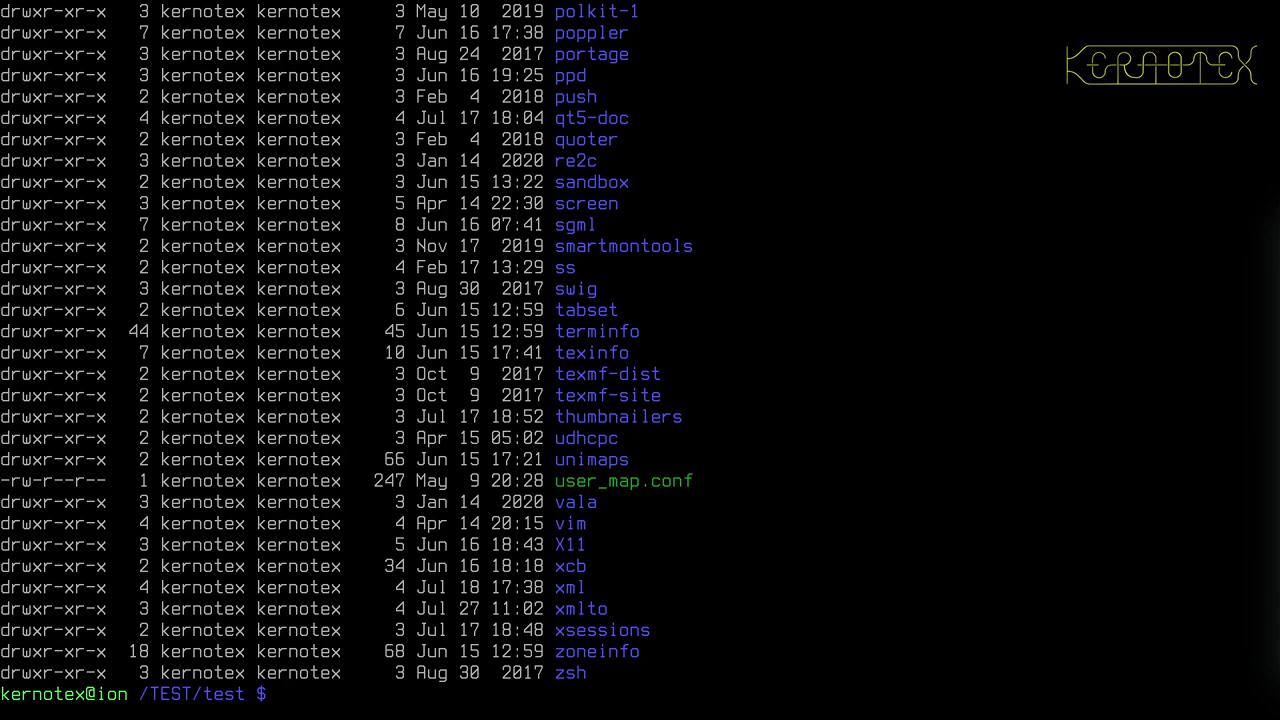 drwxr-xr-x   3 kernotex kernotex     3 May 10  2019 polkit-1
KERNOTEX
drwxr-xr-x   7 kernotex kernotex     7 Jun 16 17:38 poppler
drwxr-xr-x   3 kernotex kernotex     3 Aug 24  2017 portage
drwxr-xr-x   3 kernotex kernotex     3 Jun 16 19:25 ppd
drwxr-xr-x   2 kernotex kernotex     3 Feb  4  2018 push
drwxr-xr-x   4 kernotex kernotex     4 Jul 17 18:04 qt5-doc
drwxr-xr-x   2 kernotex kernotex     3 Feb  4  2018 quoter
drwxr-xr-x   3 kernotex kernotex     3 Jan 14  2020 re2c
drwxr-xr-x   2 kernotex kernotex     3 Jun 15 13:22 sandbox
drwxr-xr-x   3 kernotex kernotex     5 Apr 14 22:30 screen
drwxr-xr-x   7 kernotex kernotex     8 Jun 16 07:41 sgml
drwxr-xr-x   2 kernotex kernotex     3 Nov 17  2019 smartmontools
drwxr-xr-x   2 kernotex kernotex     4 Feb 17 13:29 ss
drwxr-xr-x   2 kernotex kernotex     3 Aug 30  2017 swig
drwxr-xr-x   2 kernotex kernotex     6 Jun 15 12:59 tabset
drwxr-xr-x  44 kernotex kernotex    45 Jun 15 12:59 terminfo
drwxr-xr-x   7 kernotex kernotex    10 Jun 15 17:41 texinfo
drwxr-xr-x   2 kernotex kernotex     3 Oct  9  2017 texmf-dist
drwxr-xr-x   2 kernotex kernotex     3 Oct  9  2017 texmf-site
drwxr-xr-x   2 kernotex kernotex     3 Jul 17 18:52 thumbnailers
drwxr-xr-x   2 kernotex kernotex     3 Apr 15 05:02 udhcpc
drwxr-xr-x   2 kernotex kernotex    66 Jun 15 17:21 unimaps
-rw-r--r--   1 kernotex kernotex   247 May  9 20:28 user_map.conf
drwxr-xr-x   2 kernotex kernotex     3 Jan 14  2020 vala
drwxr-xr-x   4 kernotex kernotex     4 Apr 14 20:15 vim
drwxr-xr-x   3 kernotex kernotex     5 Jun 16 18:43 X11
drwxr-xr-x   2 kernotex kernotex    34 Jun 16 18:18 xcb
drwxr-xr-x   4 kernotex kernotex     4 Jul 18 17:38 xml
drwxr-xr-x   3 kernotex kernotex     4 Jul 27 11:02 xmlto
drwxr-xr-x   2 kernotex kernotex     3 Jul 17 18:48 xsessions
drwxr-xr-x  18 kernotex kernotex    68 Jun 15 12:59 zoneinfo
drwxr-xr-x   3 kernotex kernotex     3 Aug 30  2017 zsh
kernotex@ion /TEST/test $